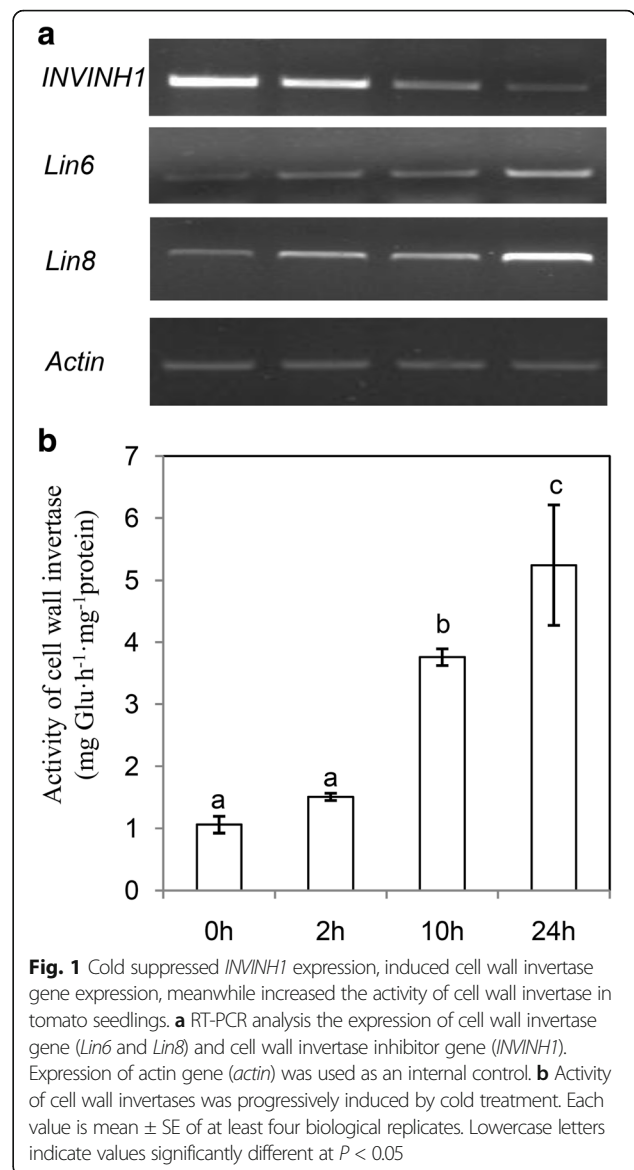 a
INVINH1
Lin6
Lin8
Actin
b
Activity of cell wall invertase
(mg Glu·h⁻¹·mg⁻¹protein)
7
6
5
4
3
2
1
0
a
a
b
c
0h 2h 10h 24h
Fig. 1 Cold suppressed INVINH1 expression, induced cell wall invertase
gene expression, meanwhile increased the activity of cell wall invertase in
tomato seedlings. a RT-PCR analysis the expression of cell wall invertase
gene (Lin6 and Lin8) and cell wall invertase inhibitor gene (INVINH1).
Expression of actin gene (actin) was used as an internal control. b Activity
of cell wall invertases was progressively induced by cold treatment. Each
value is mean ± SE of at least four biological replicates. Lowercase letters
indicate values significantly different at P < 0.05